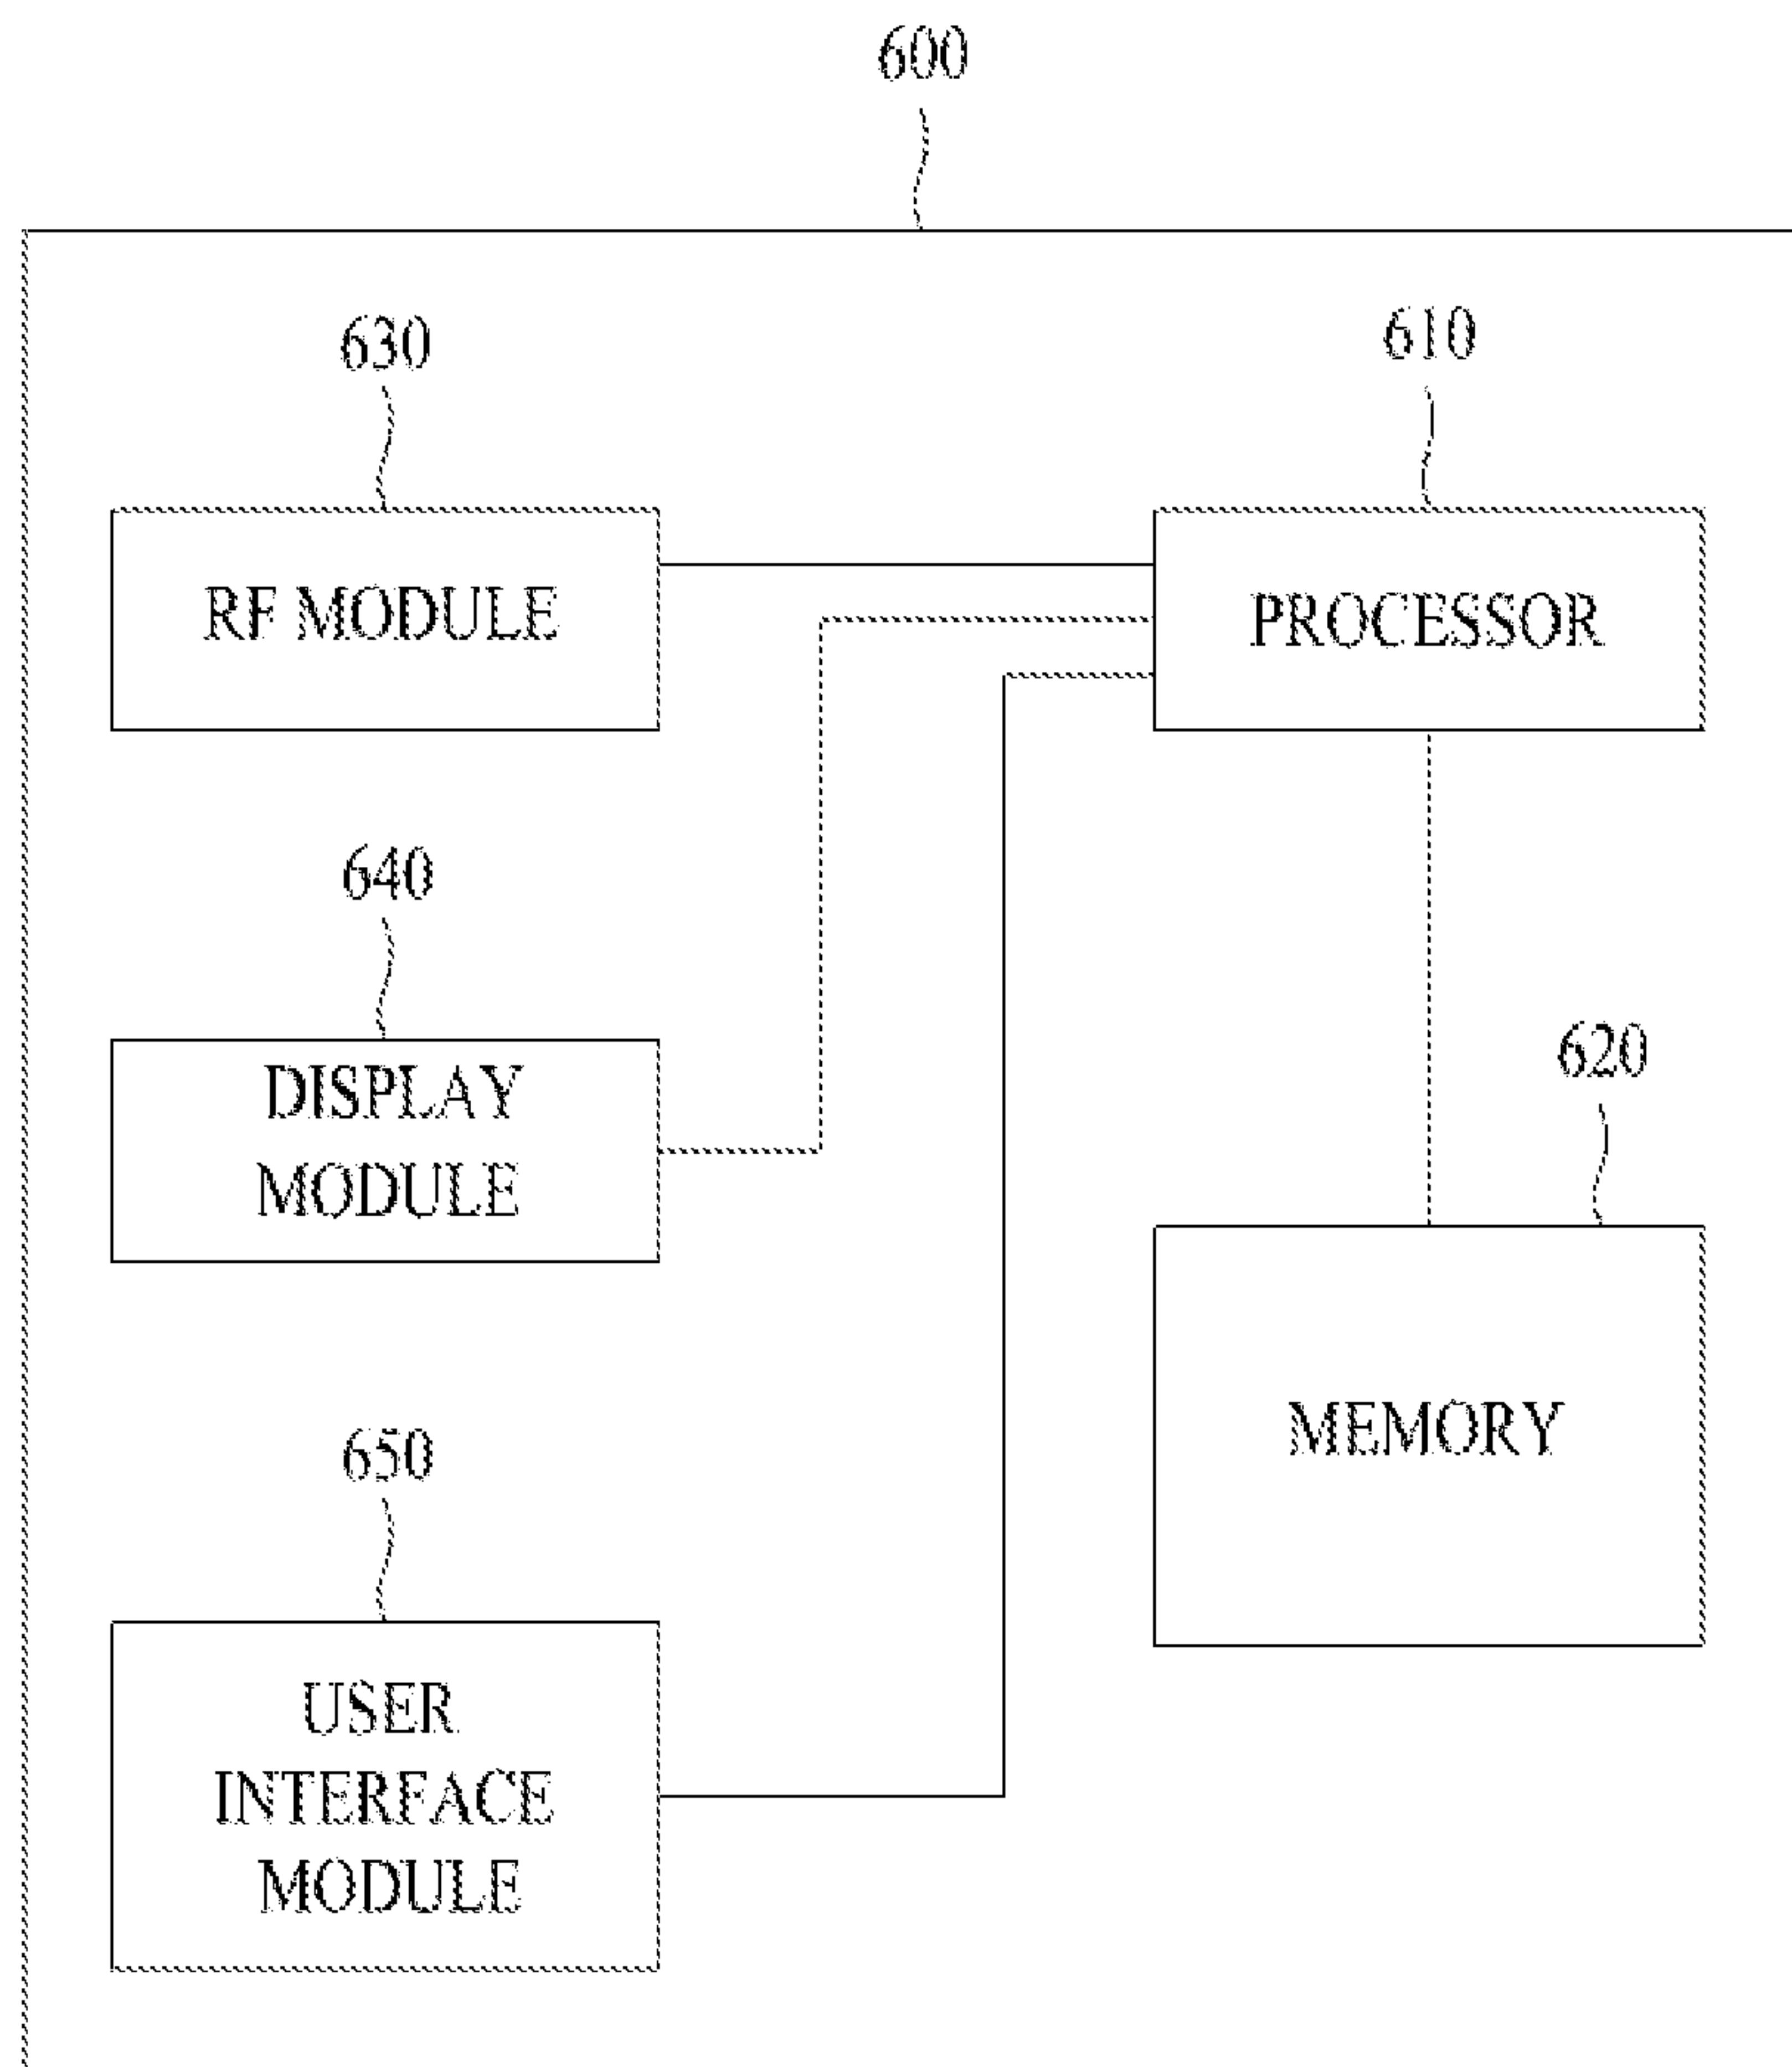 600
630
610
RF MODULE
PROCESSOR
640
DISPLAY
MODULE
620
MEMORY
650
USER
INTERFACE
MODULE